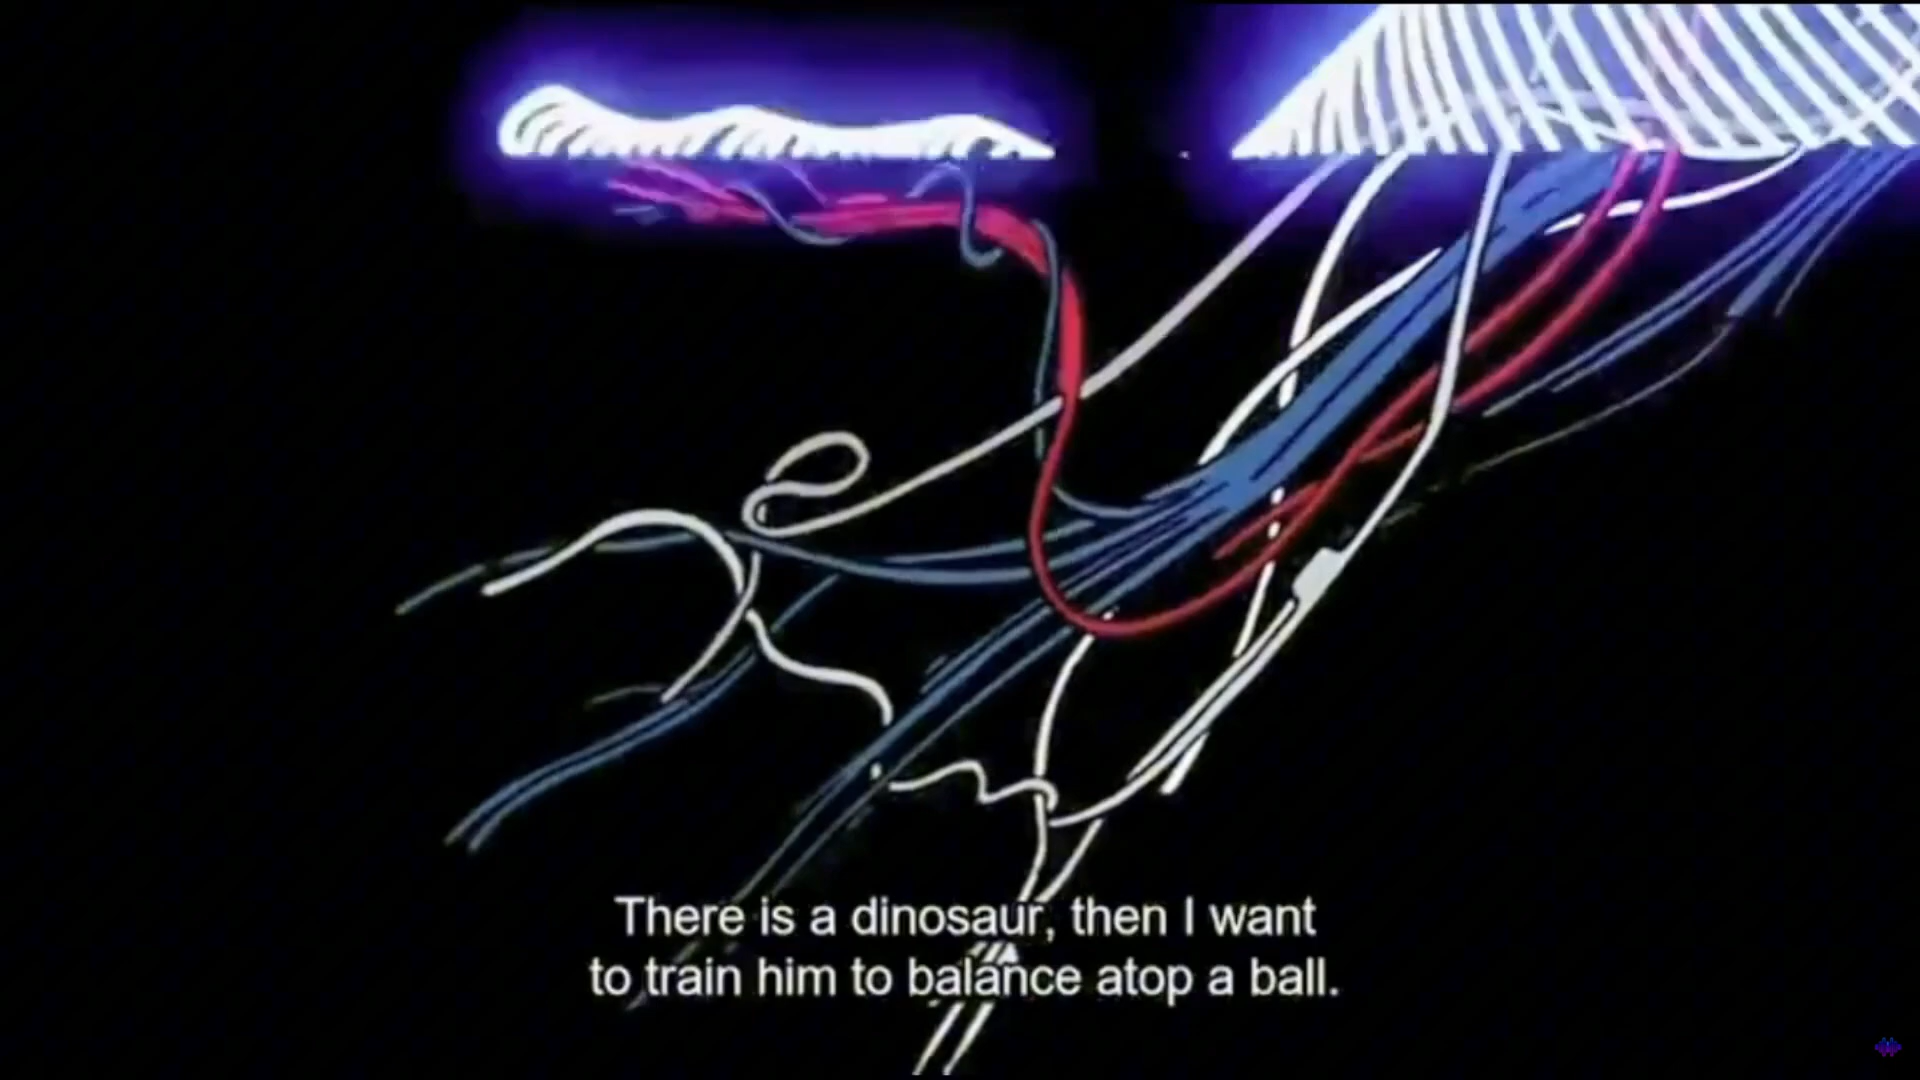 There is a dinosaur, then I want
to train him to balance atop a ball.